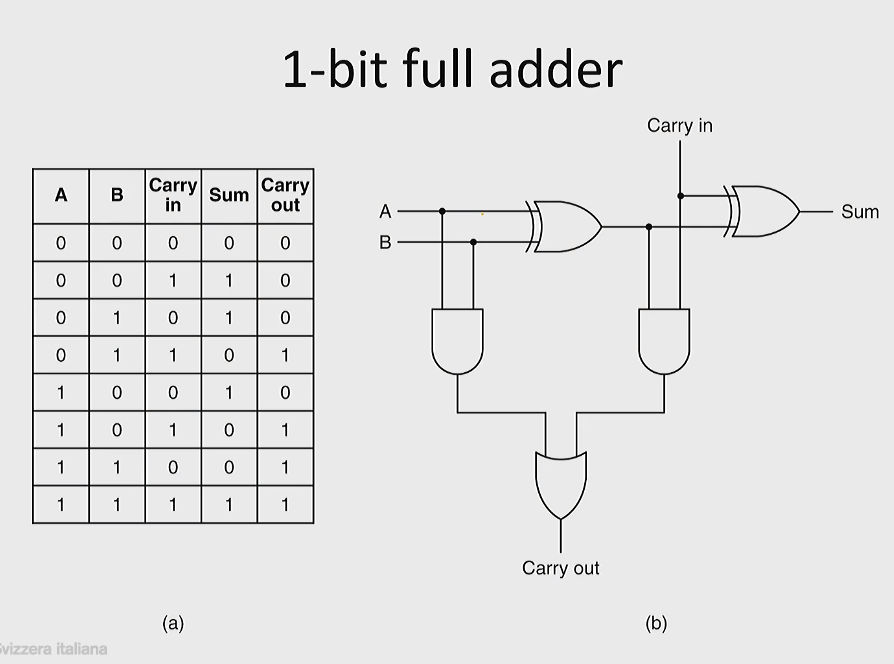 1-bit full adder
A B Carry in Sum Carry out
0 0 0 0 0
0 0 1 1 0
0 1 0 1 0
0 1 1 0 1
1 0 0 1 0
1 0 1 0 1
1 1 0 0 1
1 1 1 1 1
(a)
Carry in
A
B
Sum
Carry out
(b)
svizzera italiana